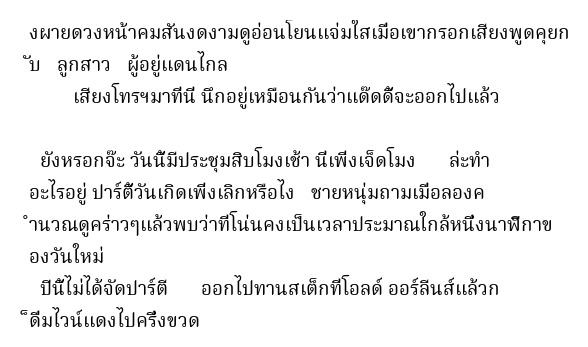 งผายดวงหน้าคมสันงดงามดูอ่อนโยนแจ่มใสเมื่อเขากรอกเสียงพูดคุยก
ับ ลูกสาว ผู้อยู่แดนไกล
เสียงโทรฯมาทีนี่ นึกอยู่เหมือนกันว่าแด๊ดดี้จะออกไปแล้ว
ยังหรอกจ๊ะ วันนี้มีประชุมสิบโมงเช้า นี่เพิ่งเจ็ดโมง ล่ะทำ
อะไรอยู่ ปาร์ตี้วันเกิดเพิ่งเลิกหรือไง ชายหนุ่มถามเมื่อลองค
ำนวณดูคร่าวๆแล้วพบว่าที่โน่นคงเป็นเวลาประมาณใกล้หนึ่งนาฬิกาข
องวันใหม่
ปีนี้ไม่ได้จัดปาร์ตี้ ออกไปทานสเต็กที่โอลด์ ออร์ลีนส์แล้วก
็ดื่มไวน์แดงไปครึ่งขวด